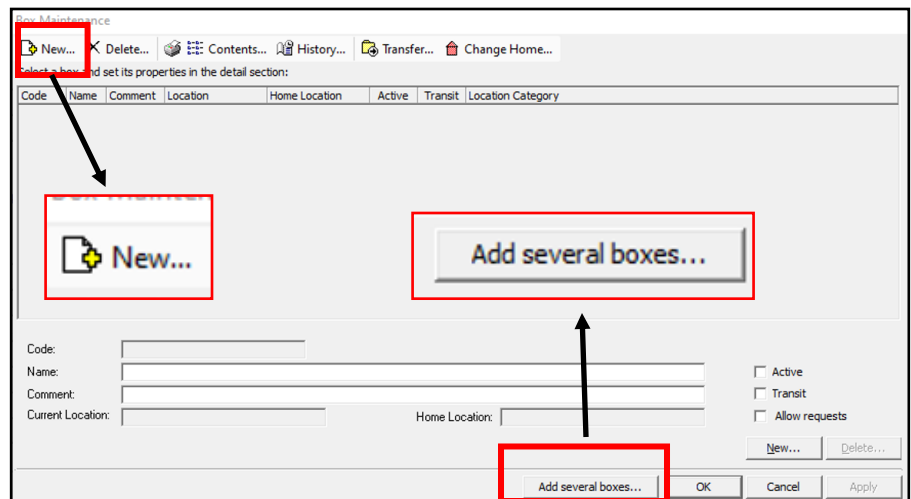 Box Maintenance
New... Delete... Contents... History... Transfer... Change Home...
Select a box and set its properties in the detail section:
Code Name Comment Location Home Location Active Transit Location Category
New...
Add several boxes...
Code:
Name: Active
Comment: Transit
Current Location: Home Location: Allow requests
New... Delete...
Add several boxes... OK Cancel Apply